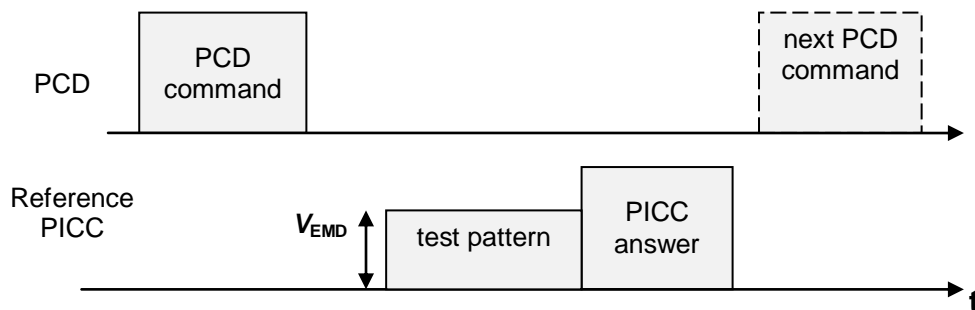 PCD
PCD
command
next PCD
command
Reference
PICC
VEMD
test pattern
PICC
answer
t